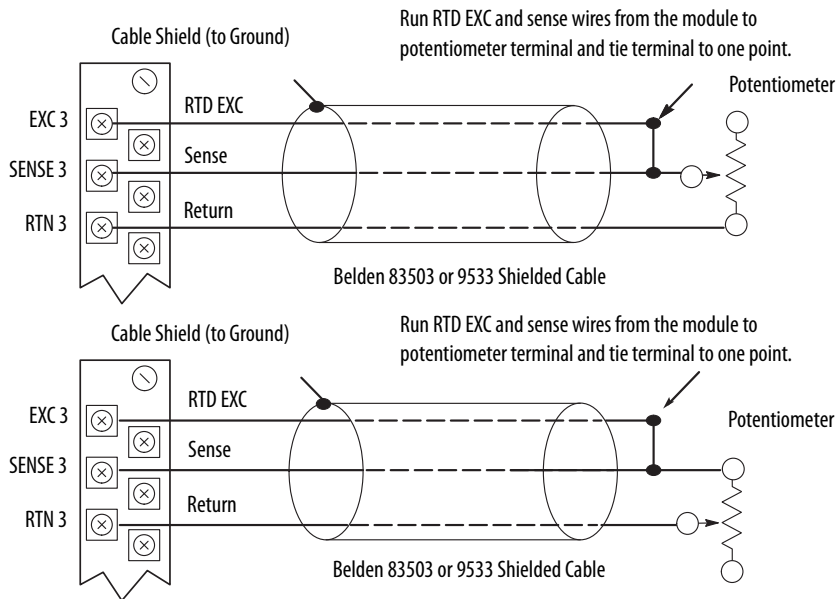 Run RTD EXC and sense wires from the module to
potentiometer terminal and tie terminal to one point.
Cable Shield (to Ground)
Potentiometer
RTD EXC
EXC 3
Sense
SENSE 3
Return
RTN 3
Belden 83503 or 9533 Shielded Cable
Run RTD EXC and sense wires from the module to
potentiometer terminal and tie terminal to one point.
Cable Shield (to Ground)
RTD EXC
EXC 3
Potentiometer
Sense
SENSE 3
Return
RTN 3
Belden 83503 or 9533 Shielded Cable